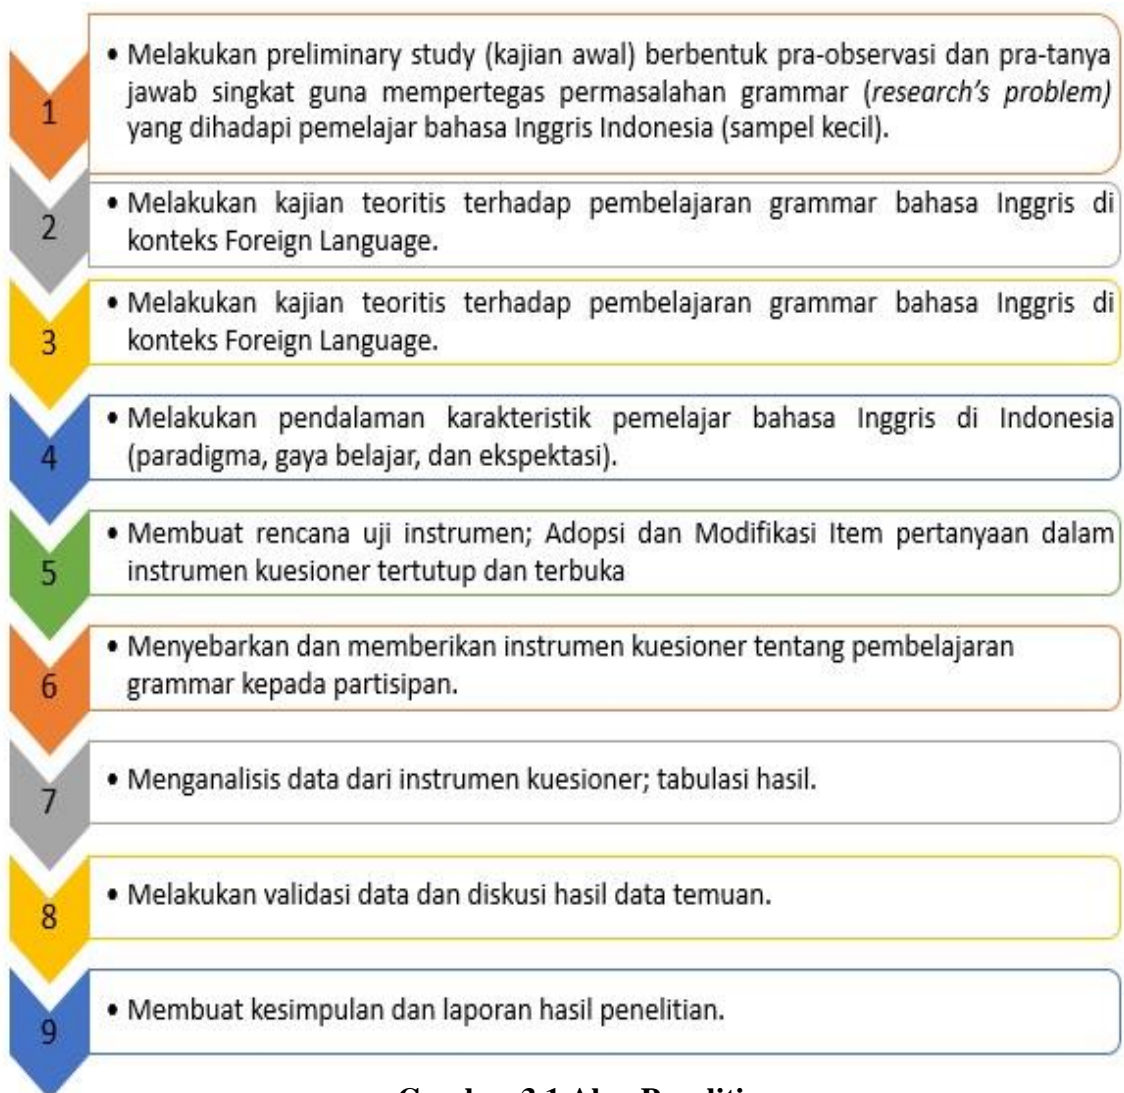 1
• Melakukan preliminary study (kajian awal) berbentuk pra-observasi dan pra-tanya
jawab singkat guna mempertegas permasalahan grammar (research's problem)
yang dihadapi pemelajar bahasa Inggris Indonesia (sampel kecil).
2
• Melakukan kajian teoritis terhadap pembelajaran grammar bahasa Inggris di
konteks Foreign Language.
3
• Melakukan kajian teoritis terhadap pembelajaran grammar bahasa Inggris di
konteks Foreign Language.
4
• Melakukan pendalaman karakteristik pemelajar bahasa Inggris di Indonesia
(paradigma, gaya belajar, dan ekspektasi).
5
• Membuat rencana uji instrumen; Adopsi dan Modifikasi Item pertanyaan dalam
instrumen kuesioner tertutup dan terbuka
6
• Menyebarkan dan memberikan instrumen kuesioner tentang pembelajaran
grammar kepada partisipan.
7
• Menganalisis data dari instrumen kuesioner; tabulasi hasil.
8
• Melakukan validasi data dan diskusi hasil data temuan.
9
• Membuat kesimpulan dan laporan hasil penelitian.
3.1